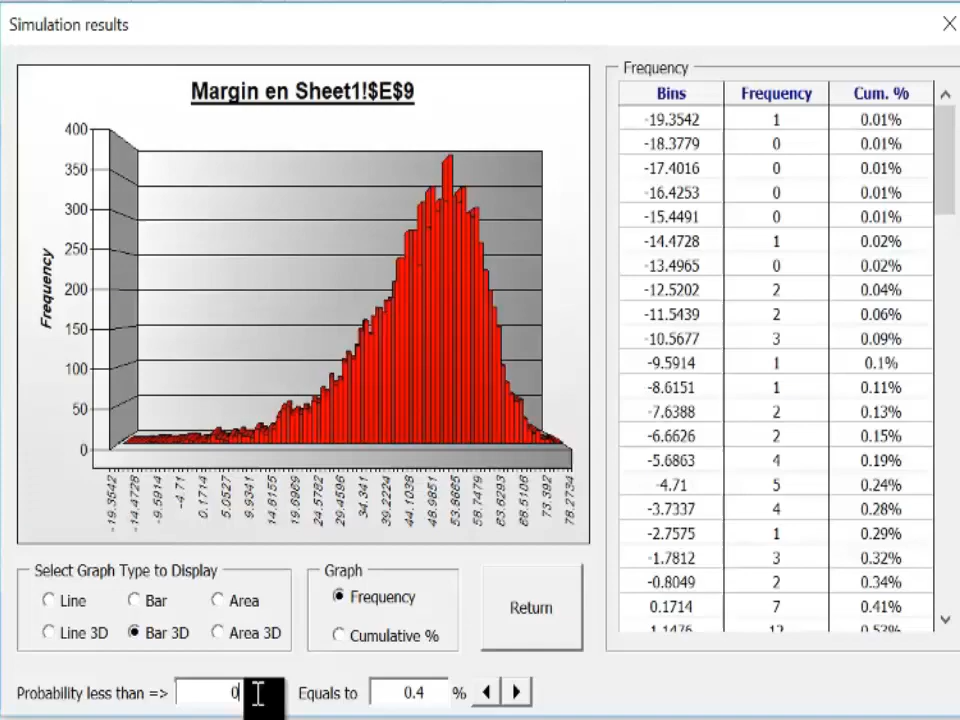 Simulation results
Margin en Sheet1!$E$9
Frequency
400
350
300
250
200
150
100
50
0
-19.3542
-14.4728
-9.5914
-4.71
0.1714
5.0527
9.9341
14.8155
19.6969
24.5782
29.4596
34.341
39.2224
44.1038
48.9851
53.8665
58.7479
63.6293
68.5106
73.392
78.2734
Frequency
Bins Frequency Cum. %
-19.3542 1 0.01%
-18.3779 0 0.01%
-17.4016 0 0.01%
-16.4253 0 0.01%
-15.4491 0 0.01%
-14.4728 1 0.02%
-13.4965 0 0.02%
-12.5202 2 0.04%
-11.5439 2 0.06%
-10.5677 3 0.09%
-9.5914 1 0.1%
-8.6151 1 0.11%
-7.6388 2 0.13%
-6.6626 2 0.15%
-5.6863 4 0.19%
-4.71 5 0.24%
-3.7337 4 0.28%
-2.7575 1 0.29%
-1.7812 3 0.32%
-0.8049 2 0.34%
0.1714 7 0.41%
1.1476 12 0.53%
Select Graph Type to Display
Line Bar Area
Line 3D Bar 3D Area 3D
Graph
Frequency
Cumulative %
Return
Probability less than => 0 Equals to 0.4 %